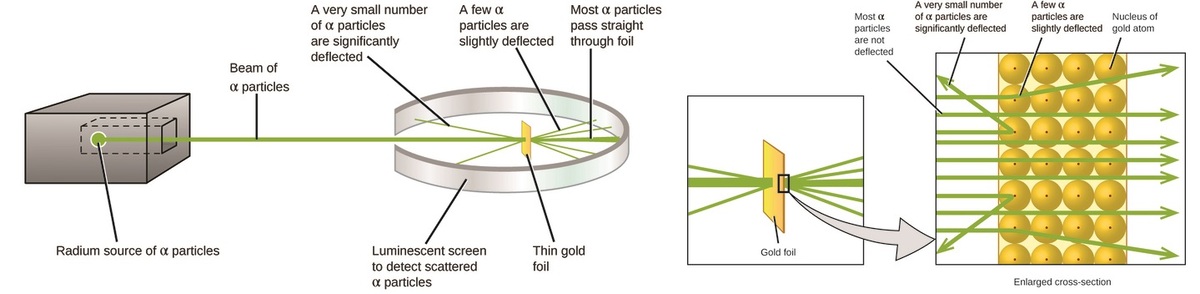 A very small number
of α particles
are significantly
deflected
A few α
particles are
slightly deflected
Most α particles
pass straight
through foil
Beam of
α particles
Radium source of α particles
Luminescent screen
to detect scattered
α particles
Thin gold
foil
Most α
particles
are not
deflected
A very small number
of α particles are
significantly deflected
A few α
particles are
slightly deflected
Nucleus of
gold atom
Gold foil
Enlarged cross-section